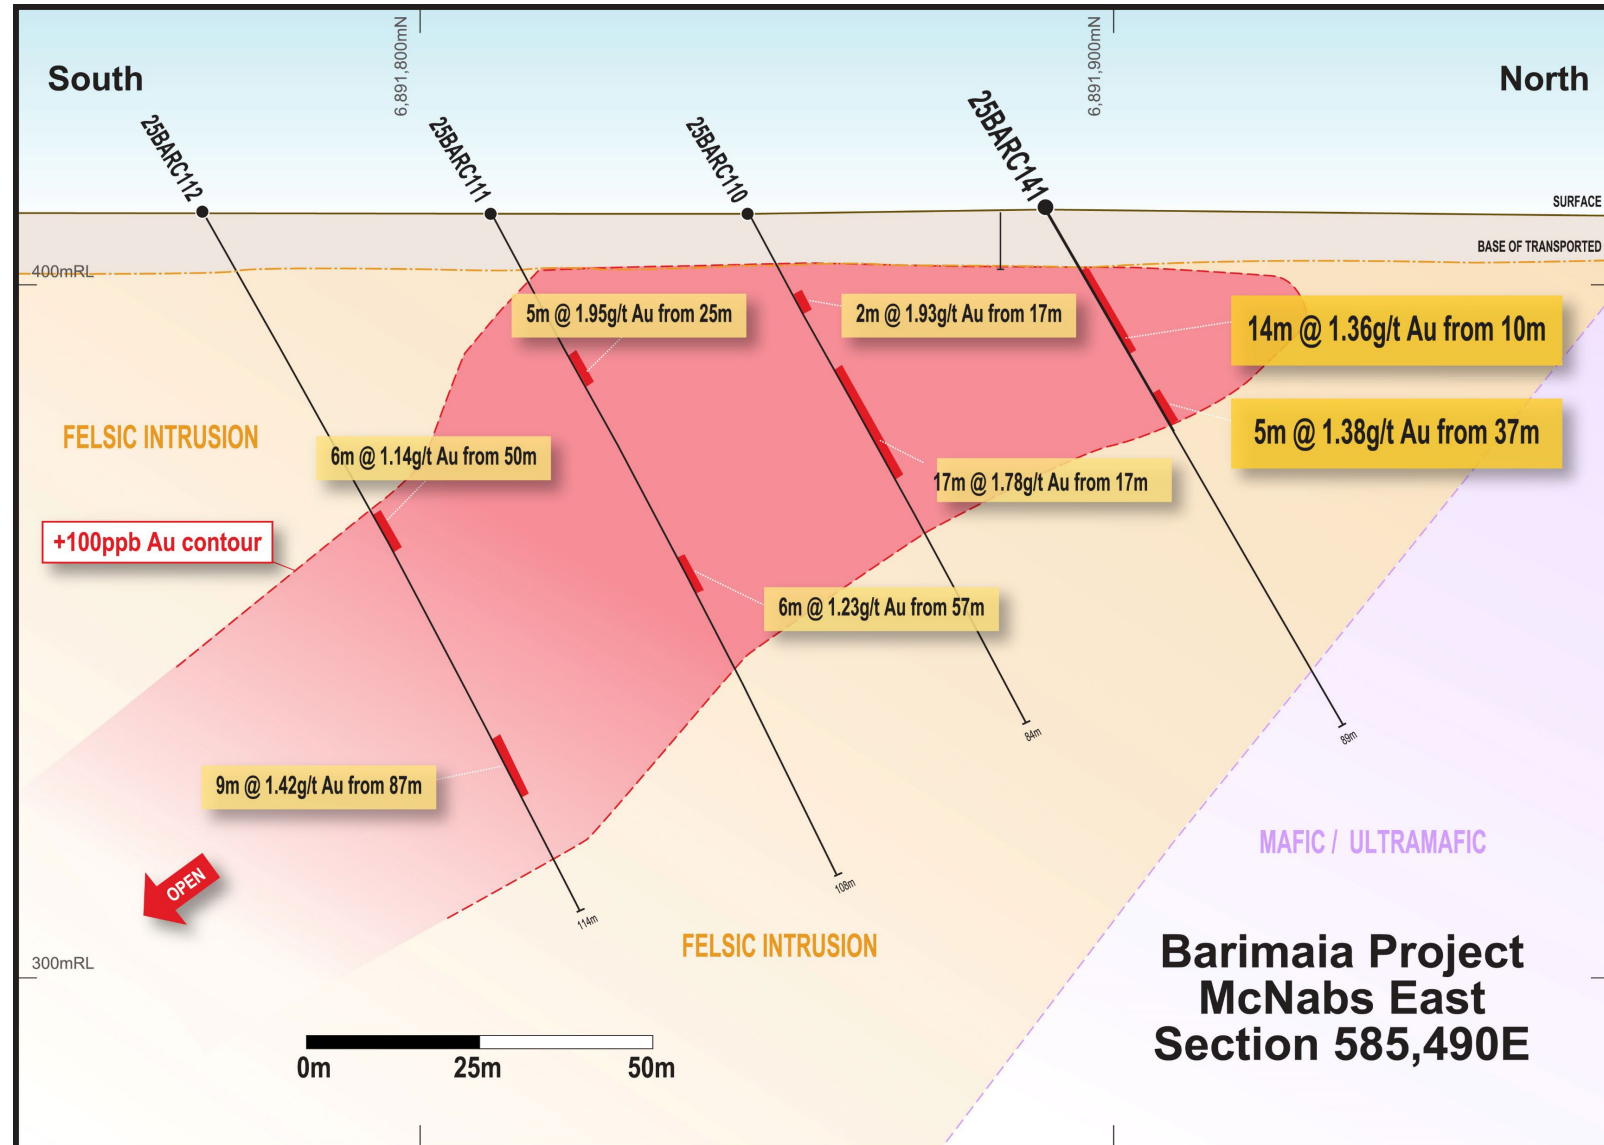 6,891,800mN
6,891,900mN
South
North
25BARC112
25BARC111
25BARC110
25BARC141
SURFACE
BASE OF TRANSPORTED
400mRL
5m @ 1.95g/t Au from 25m
2m @ 1.93g/t Au from 17m
14m @ 1.36g/t Au from 10m
FELSIC INTRUSION
6m @ 1.14g/t Au from 50m
5m @ 1.38g/t Au from 37m
17m @ 1.78g/t Au from 17m
+100ppb Au contour
6m @ 1.23g/t Au from 57m
84m
89m
9m @ 1.42g/t Au from 87m
MAFIC / ULTRAMAFIC
OPEN
108m
114m
FELSIC INTRUSION
300mRL
Barimaia Project
McNabs East
Section 585,490E
0m
25m
50m